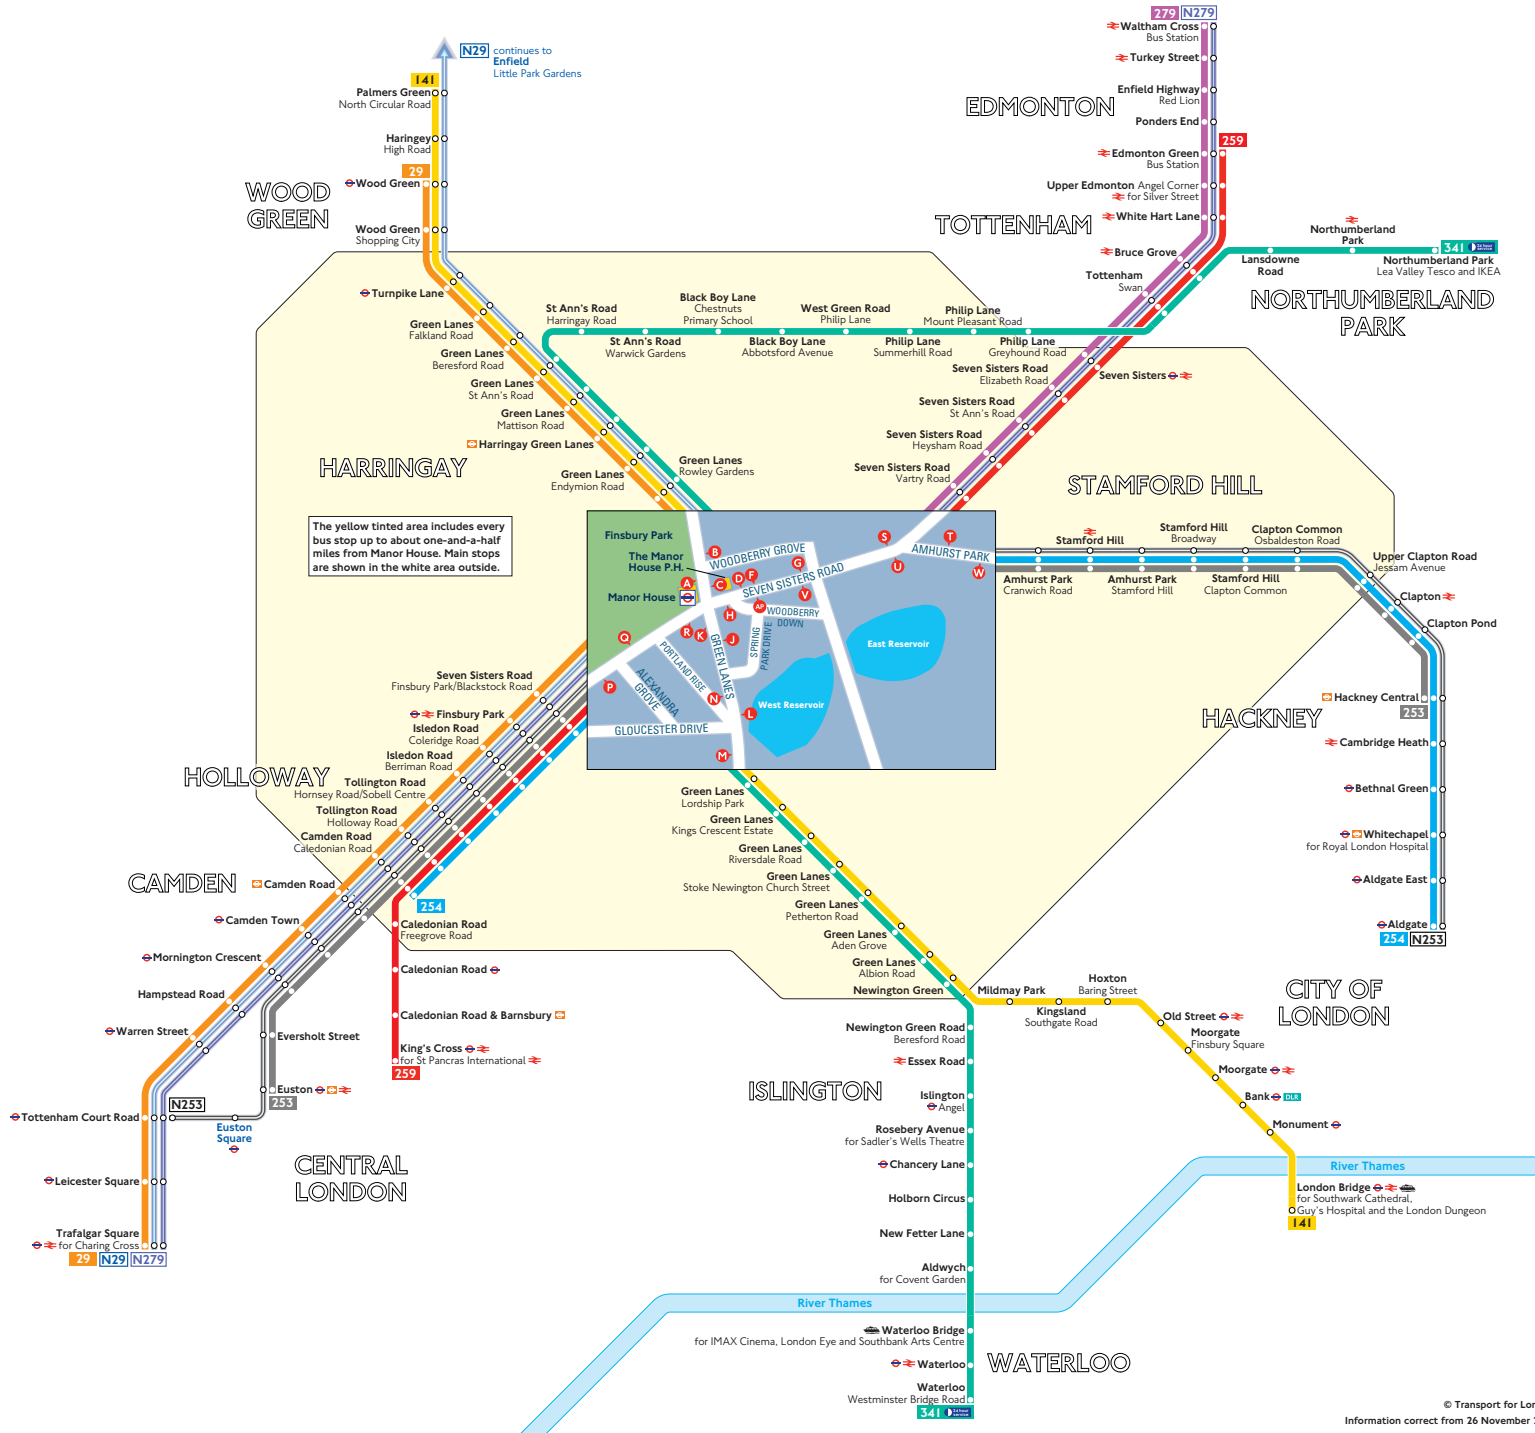 279 N279
Waltham Cross
Bus Station
Turkey Street
Enfield Highway
Red Lion
Ponders End
259
Edmonton Green
Bus Station
Upper Edmonton Angel Corner
for Silver Street
White Hart Lane
Bruce Grove
Tottenham
Swan
EDMONTON
TOTTENHAM
N29 continues to
Enfield
Little Park Gardens
141
Palmers Green
North Circular Road
Haringey
High Road
29
Wood Green
Wood Green
Shopping City
WOOD
GREEN
Turnpike Lane
Green Lanes
Falkland Road
Green Lanes
Beresford Road
Green Lanes
St Ann's Road
Green Lanes
Mattison Road
Harringay Green Lanes
Green Lanes
Endymion Road
HARRINGAY
St Ann's Road
Harringay Road
St Ann's Road
Warwick Gardens
Black Boy Lane
Chestnuts
Primary School
Black Boy Lane
Abbotsford Avenue
West Green Road
Philip Lane
Philip Lane
Summerhill Road
Philip Lane
Mount Pleasant Road
Philip Lane
Greyhound Road
Lansdowne
Road
Northumberland
Park
341 24 hour
service
Northumberland Park
Lea Valley Tesco and IKEA
NORTHUMBERLAND
PARK
Green Lanes
Rowley Gardens
Seven Sisters
Seven Sisters Road
Elizabeth Road
Seven Sisters Road
St Ann's Road
Seven Sisters Road
Heysham Road
Seven Sisters Road
Vartry Road
STAMFORD HILL
The yellow tinted area includes every
bus stop up to about one-and-a-half
miles from Manor House. Main stops
are shown in the white area outside.
Finsbury Park
The Manor
House P.H.
Manor House
WOODBERRY GROVE
SEVEN SISTERS ROAD
AMHURST PARK
WOODBERRY
DOWN
SPRING
PARK DRIVE
GREEN LANES
PORTLAND RISE
ALEXANDRA
GROVE
GLOUCESTER DRIVE
East Reservoir
West Reservoir
A
B
C
D
F
G
H
J
K
L
M
N
P
Q
R
S
T
U
V
W
AP
Amhurst Park
Cranwich Road
Stamford Hill
Amhurst Park
Stamford Hill
Stamford Hill
Broadway
Stamford Hill
Clapton Common
Clapton Common
Osbaldeston Road
Upper Clapton Road
Jessam Avenue
Clapton
Clapton Pond
Hackney Central
253
HACKNEY
Cambridge Heath
Bethnal Green
Whitechapel
for Royal London Hospital
Aldgate East
Aldgate
254 N253
CITY OF
LONDON
Seven Sisters Road
Finsbury Park/Blackstock Road
Finsbury Park
Isledon Road
Coleridge Road
Isledon Road
Berriman Road
Tollington Road
Hornsey Road/Sobell Centre
Tollington Road
Holloway Road
Camden Road
Caledonian Road
HOLLOWAY
CAMDEN
Camden Road
Camden Town
Mornington Crescent
Hampstead Road
Warren Street
Tottenham Court Road
Leicester Square
Trafalgar Square
for Charing Cross
29 N29 N279
N253
Euston
Square
Eversholt Street
Euston
253
CENTRAL
LONDON
254
Caledonian Road
Freegrove Road
Caledonian Road
Caledonian Road & Barnsbury
King's Cross
for St Pancras International
259
Green Lanes
Lordship Park
Green Lanes
Kings Crescent Estate
Green Lanes
Riversdale Road
Green Lanes
Stoke Newington Church Street
Green Lanes
Petherton Road
Green Lanes
Aden Grove
Green Lanes
Albion Road
Newington Green
Newington Green Road
Beresford Road
Essex Road
Islington
Angel
Rosebery Avenue
for Sadler's Wells Theatre
Chancery Lane
Holborn Circus
New Fetter Lane
Aldwych
for Covent Garden
River Thames
Waterloo Bridge
for IMAX Cinema, London Eye and Southbank Arts Centre
Waterloo
Waterloo
Westminster Bridge Road
341 24 hour
service
ISLINGTON
WATERLOO
Mildmay Park
Kingsland
Southgate Road
Hoxton
Baring Street
Old Street
Moorgate
Finsbury Square
Moorgate
Bank DLR
Monument
River Thames
London Bridge
for Southwark Cathedral,
Guy's Hospital and the London Dungeon
141
© Transport for Lon
Information correct from 26 November